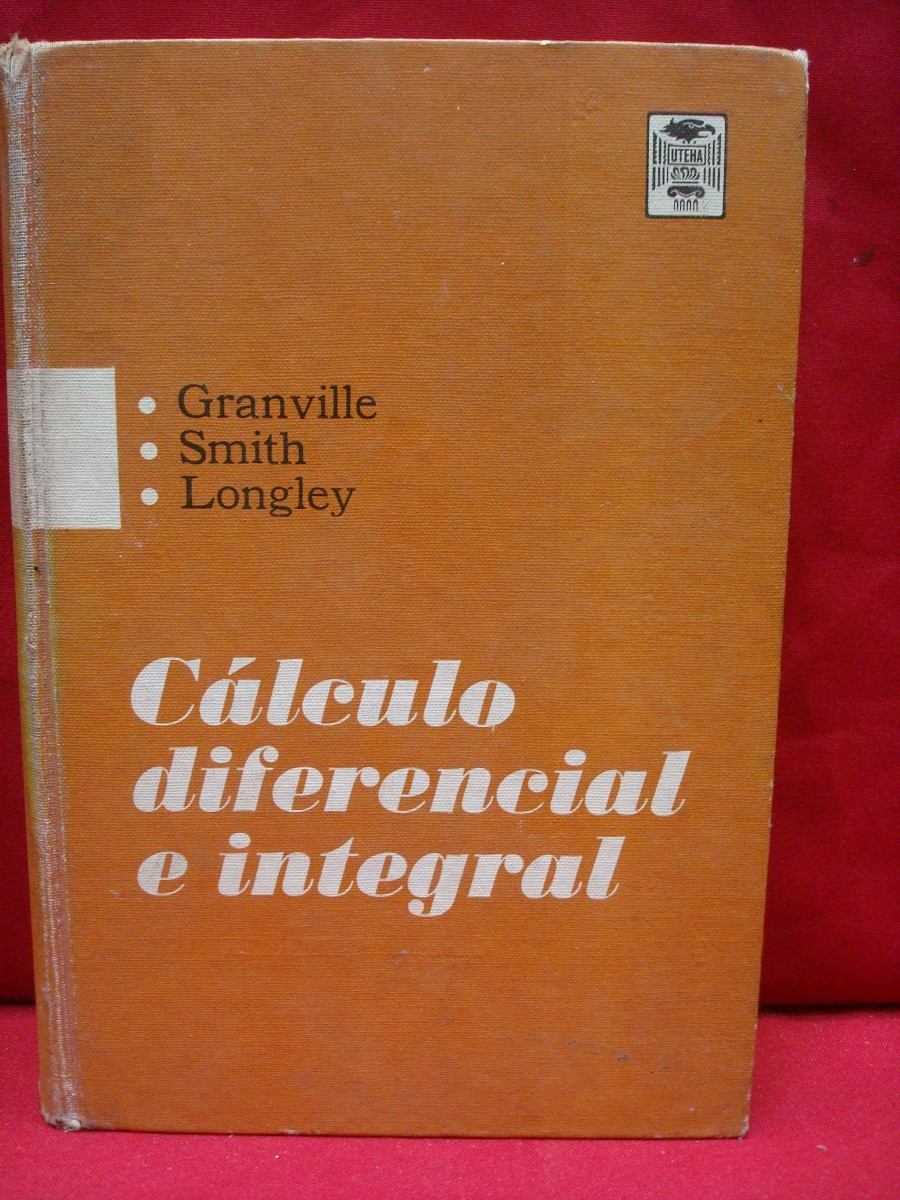 UTEHA
Granville
Smith
Longley
Cálculo
diferencial
e integral